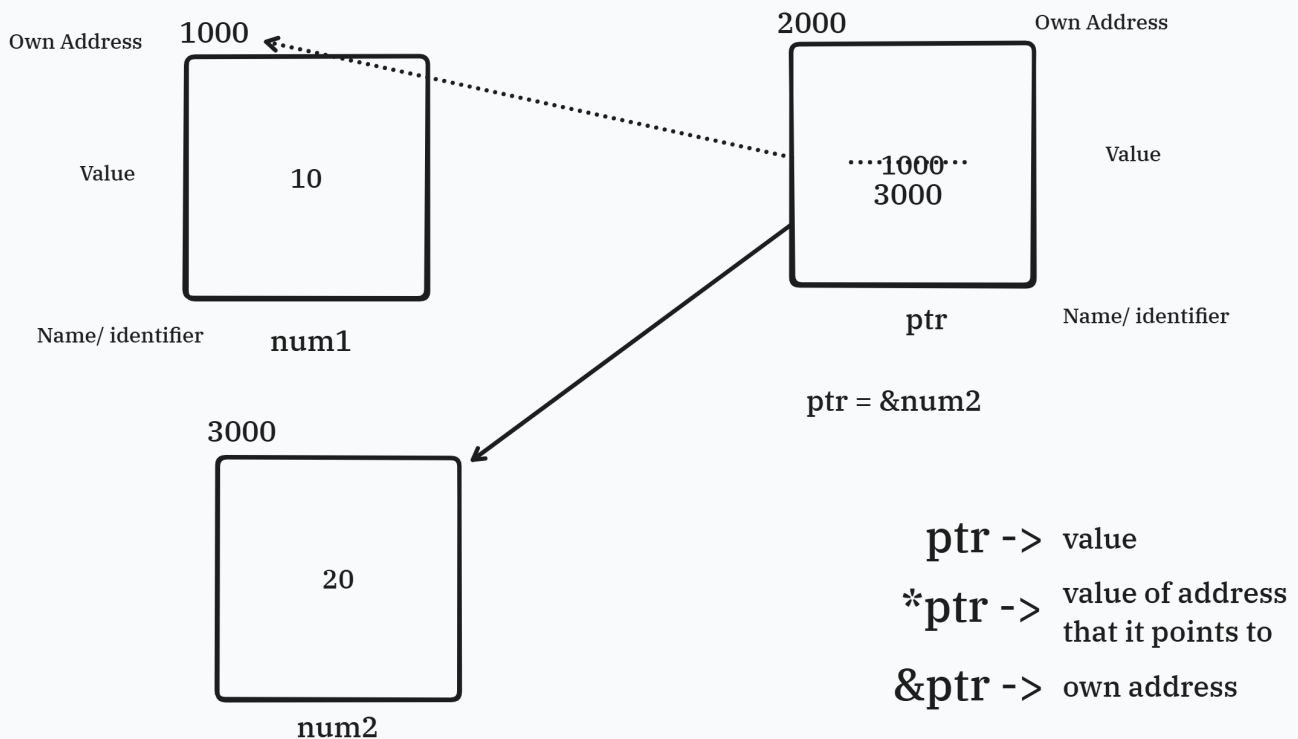 Own Address
1000
Value
10
Name/ identifier
num1
2000
Own Address
1000
3000
Value
ptr
Name/ identifier
ptr = &num2
3000
20
num2
ptr -> value
*ptr -> value of address
that it points to
&ptr -> own address